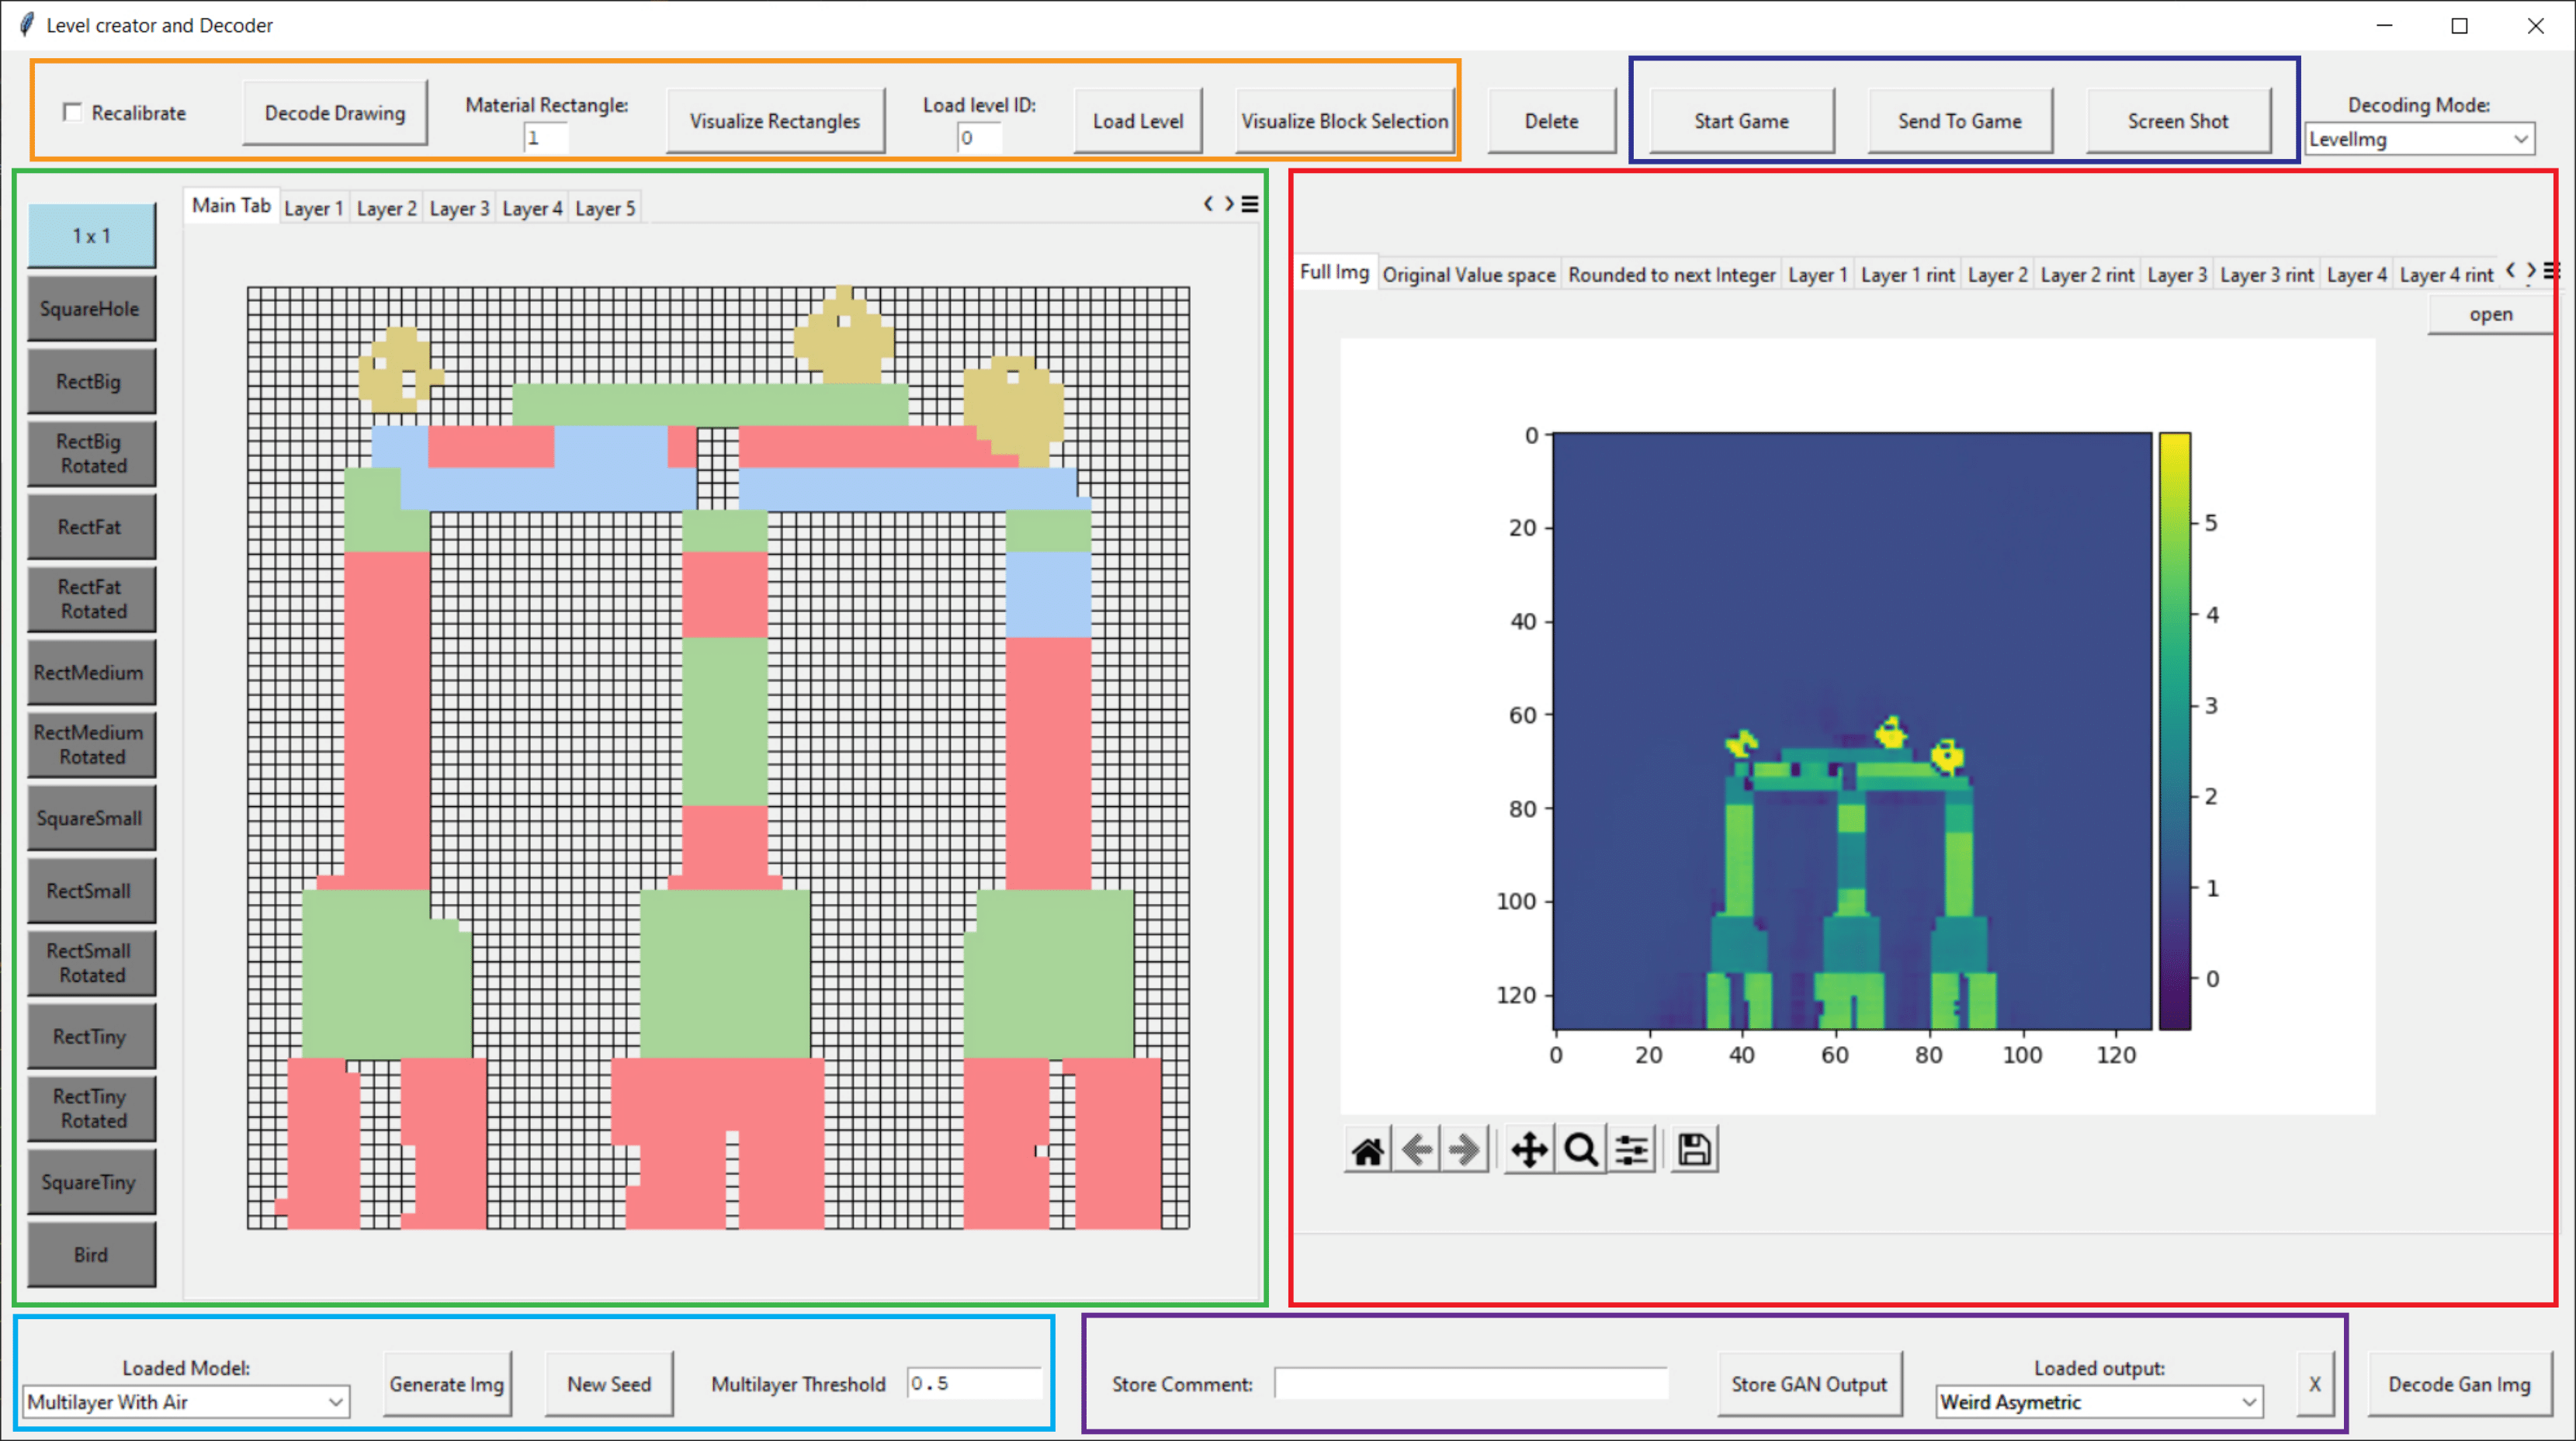 Level creator and Decoder
Recalibrate
Decode Drawing
Material Rectangle:
1
Visualize Rectangles
Load level ID:
0
Load Level
Visualize Block Selection
Delete
Start Game
Send To Game
Screen Shot
Decoding Mode:
LevelImg
1 x 1
SquareHole
RectBig
RectBig
Rotated
RectFat
RectFat
Rotated
RectMedium
RectMedium
Rotated
SquareSmall
RectSmall
RectSmall
Rotated
RectTiny
RectTiny
Rotated
SquareTiny
Bird
Main Tab Layer 1 Layer 2 Layer 3 Layer 4 Layer 5
Full Img Original Value space Rounded to next Integer Layer 1 Layer 1 rint Layer 2 Layer 2 rint Layer 3 Layer 3 rint Layer 4 Layer 4 rint
open
0
20
40
60
80
100
120
0 20 40 60 80 100 120
5
4
3
2
1
0
Loaded Model:
Multilayer With Air
Generate Img
New Seed
Multilayer Threshold
0.5
Store Comment:
Store GAN Output
Loaded output:
Weird Asymetric
X
Decode Gan Img